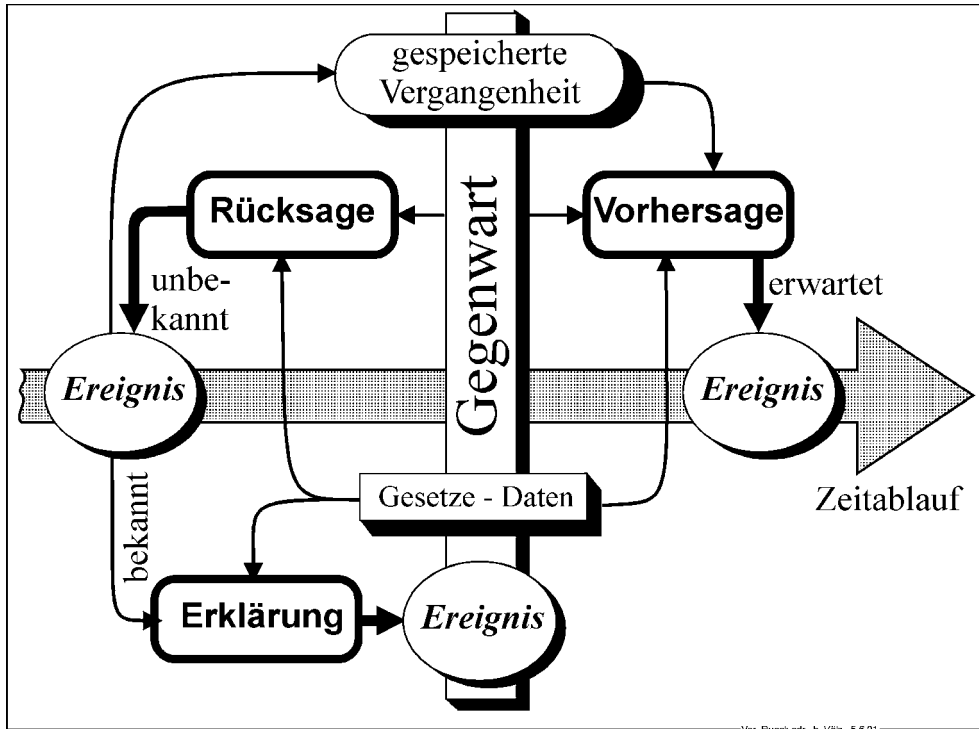 gespeicherte
Vergangenheit
Rücksage
Gegenwart
Vorhersage
unbe-
kannt
erwartet
Ereignis
Ereignis
Gesetze - Daten
Zeitablauf
bekannt
Erklärung
Ereignis